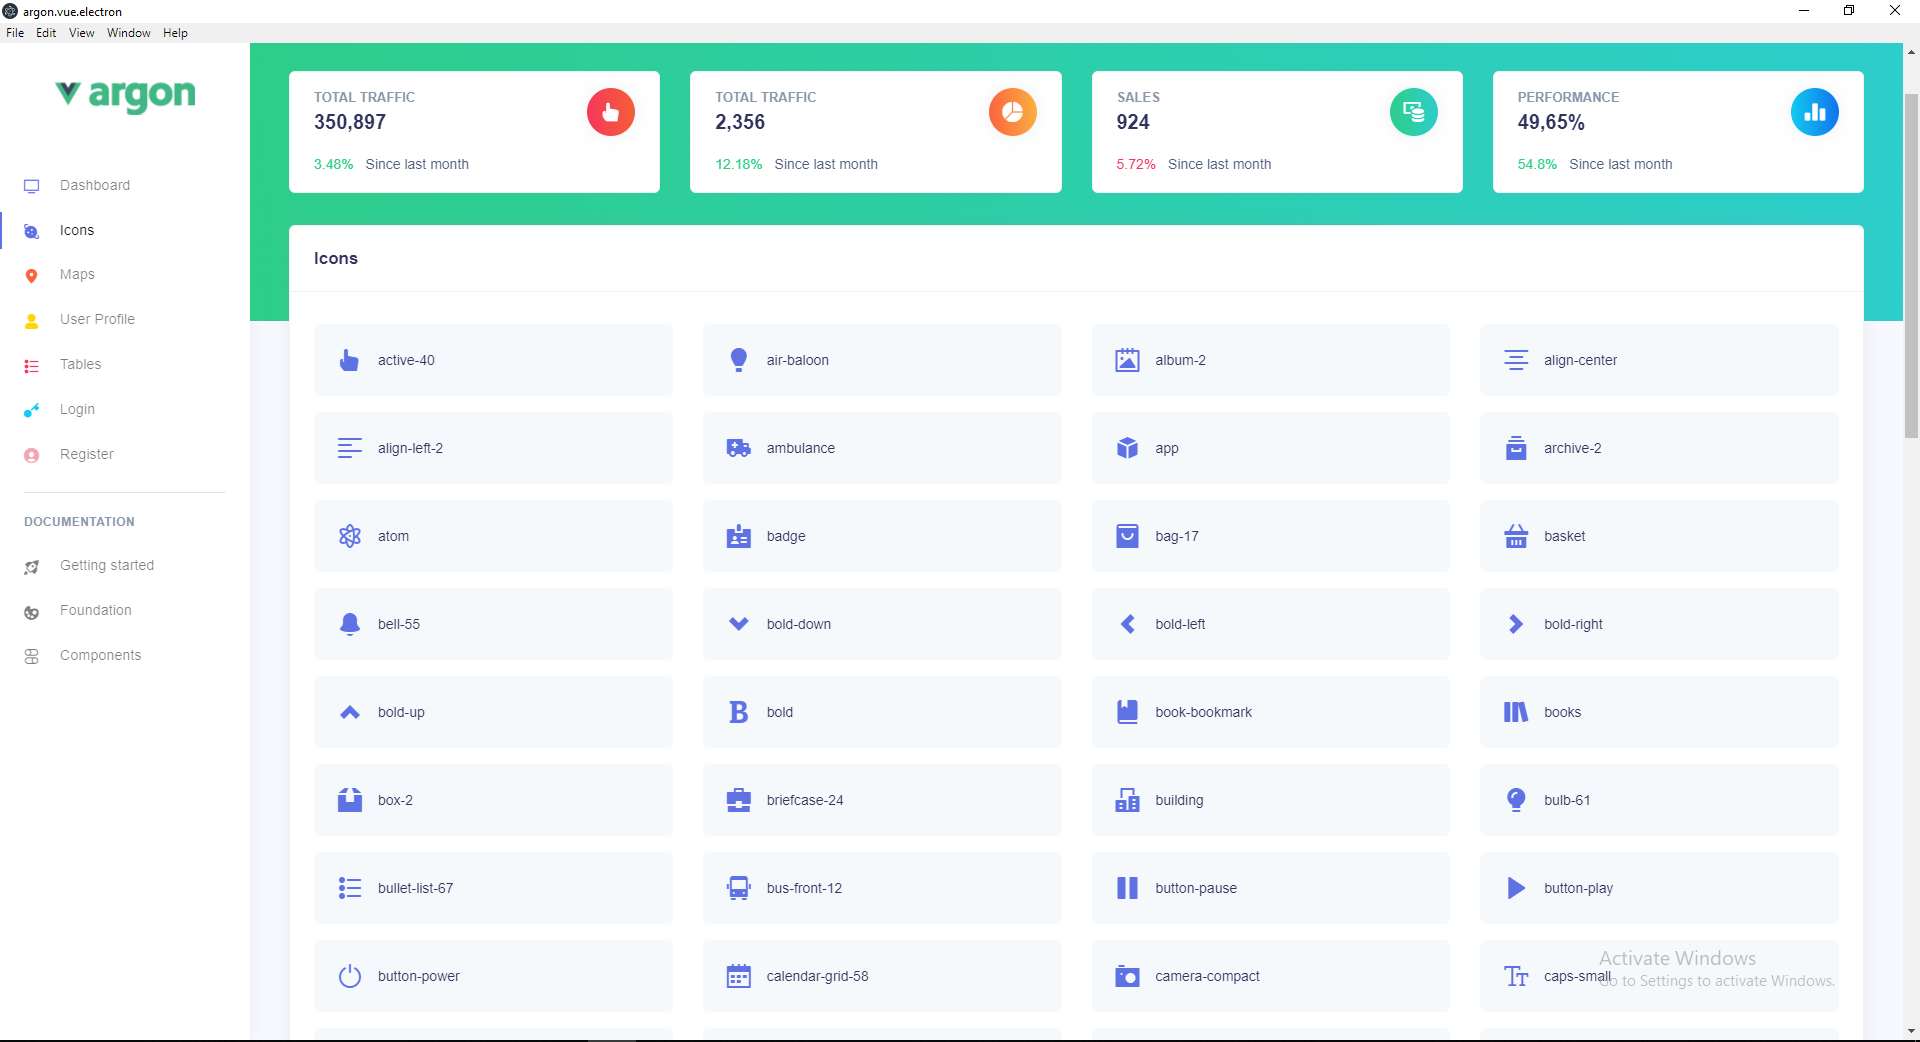 argon.vue.electron
File Edit View Window Help
argon
Dashboard
Icons
Maps
User Profile
Tables
Login
Register
DOCUMENTATION
Getting started
Foundation
Components
TOTAL TRAFFIC
350,897
3.48% Since last month
TOTAL TRAFFIC
2,356
12.18% Since last month
SALES
924
5.72% Since last month
PERFORMANCE
49,65%
54.8% Since last month
Icons
active-40
air-baloon
album-2
align-center
align-left-2
ambulance
app
archive-2
atom
badge
bag-17
basket
bell-55
bold-down
bold-left
bold-right
bold-up
bold
book-bookmark
books
box-2
briefcase-24
building
bulb-61
bullet-list-67
bus-front-12
button-pause
button-play
button-power
calendar-grid-58
camera-compact
caps-small
Activate Windows
Go to Settings to activate Windows.